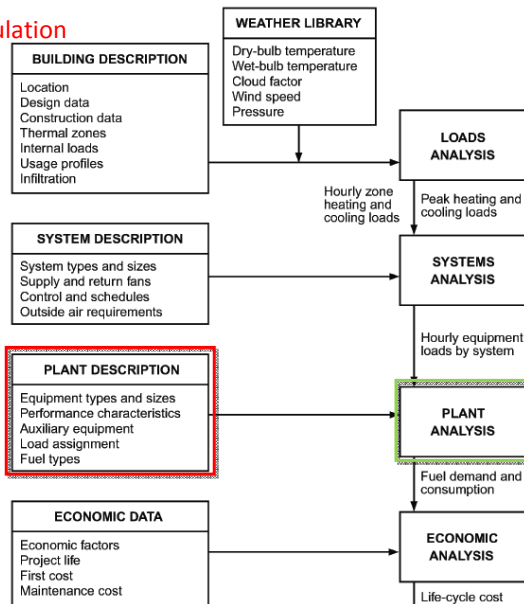 ulation
WEATHER LIBRARY
Dry-bulb temperature
Wet-bulb temperature
Cloud factor
Wind speed
Pressure
BUILDING DESCRIPTION
Location
Design data
Construction data
Thermal zones
Internal loads
Usage profiles
Infiltration
LOADS
ANALYSIS
Hourly zone
heating and
cooling loads
Peak heating and
cooling loads
SYSTEM DESCRIPTION
System types and sizes
Supply and return fans
Control and schedules
Outside air requirements
SYSTEMS
ANALYSIS
Hourly equipment
loads by system
PLANT DESCRIPTION
Equipment types and sizes
Performance characteristics
Auxiliary equipment
Load assignment
Fuel types
PLANT
ANALYSIS
Fuel demand and
consumption
ECONOMIC DATA
Economic factors
Project life
First cost
Maintenance cost
ECONOMIC
ANALYSIS
Life-cycle cost